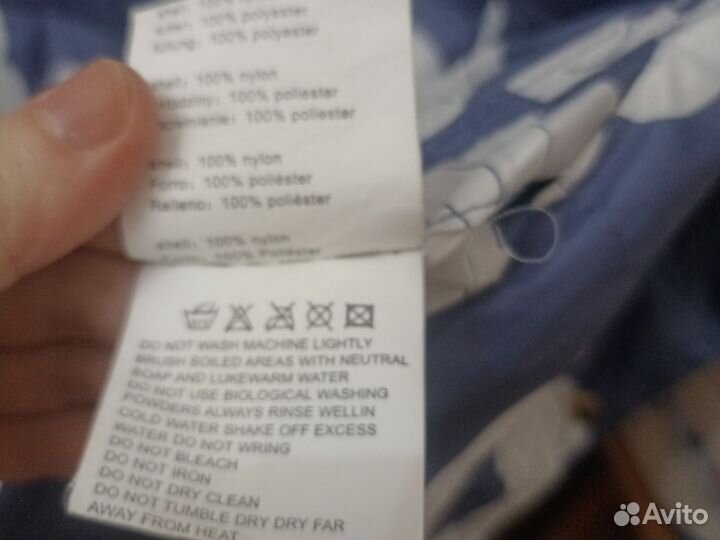 shell: 100% nylon
100% polyester
100% polyester
shell: 100% nylon
100% poliester
100% poliester
shell: 100% nylon
Forro: 100% poliéster
Relleno: 100% poliéster
shell: 100% nylon
DO NOT WASH MACHINE LIGHTLY
BRUSH SOILED AREAS WITH NEUTRAL
SOAP AND LUKEWARM WATER
DO NOT USE BIOLOGICAL WASHING
POWDERS ALWAYS RINSE WELLIN
COLD WATER SHAKE OFF EXCESS
WATER DO NOT WRING
DO NOT BLEACH
DO NOT IRON
DO NOT DRY CLEAN
DO NOT TUMBLE DRY DRY FAR
AWAY FROM HEAT
Avito